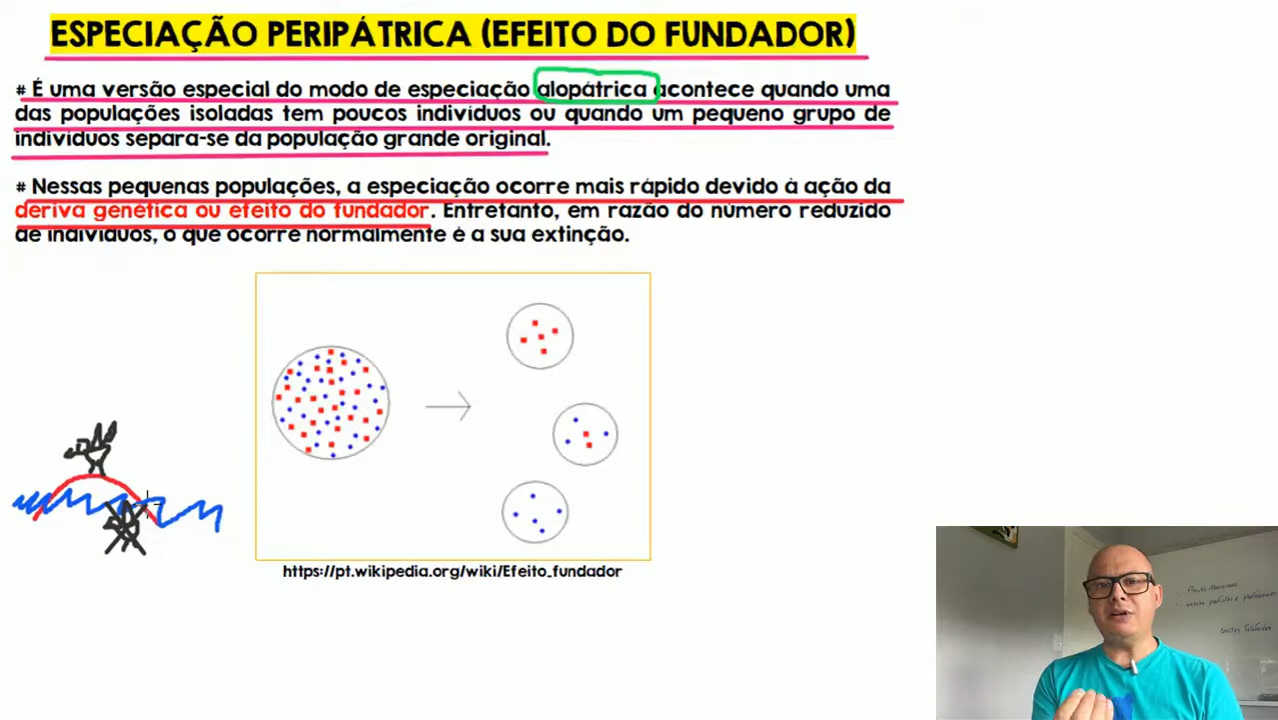 ESPECIAÇÃO PERIPÁTRICA (EFEITO DO FUNDADOR)
# É uma versão especial do modo de especiação alopátrica acontece quando uma
das populações isoladas tem poucos indivíduos ou quando um pequeno grupo de
indivíduos separa-se da população grande original.
# Nessas pequenas populações, a especiação ocorre mais rápido devido à ação da
deriva genética ou efeito do fundador. Entretanto, em razão do número reduzido
de indivíduos, o que ocorre normalmente é a sua extinção.
https://pt.wikipedia.org/wiki/Efeito_fundador